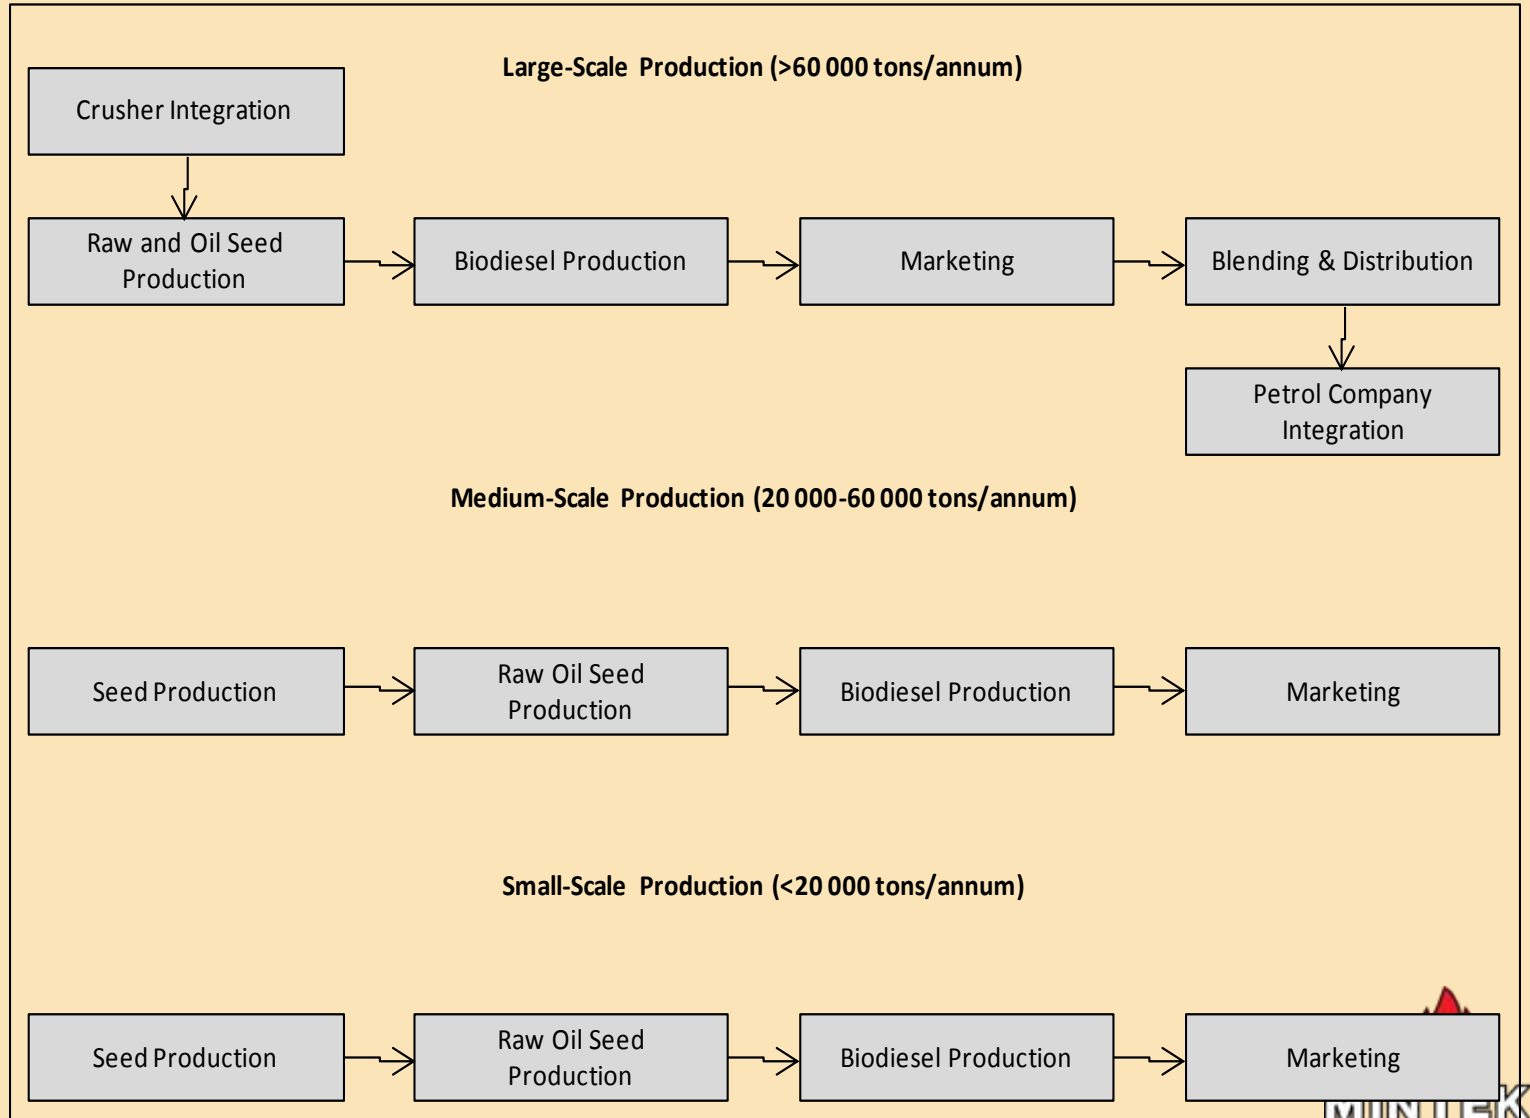 Large-Scale Production (>60 000 tons/annum)
Crusher Integration
Raw and Oil Seed
Production
Biodiesel Production
Marketing
Blending & Distribution
Petrol Company
Integration
Medium-Scale Production (20 000-60 000 tons/annum)
Seed Production
Raw Oil Seed
Production
Biodiesel Production
Marketing
Small-Scale Production (<20 000 tons/annum)
Seed Production
Raw Oil Seed
Production
Biodiesel Production
Marketing
MINTEK